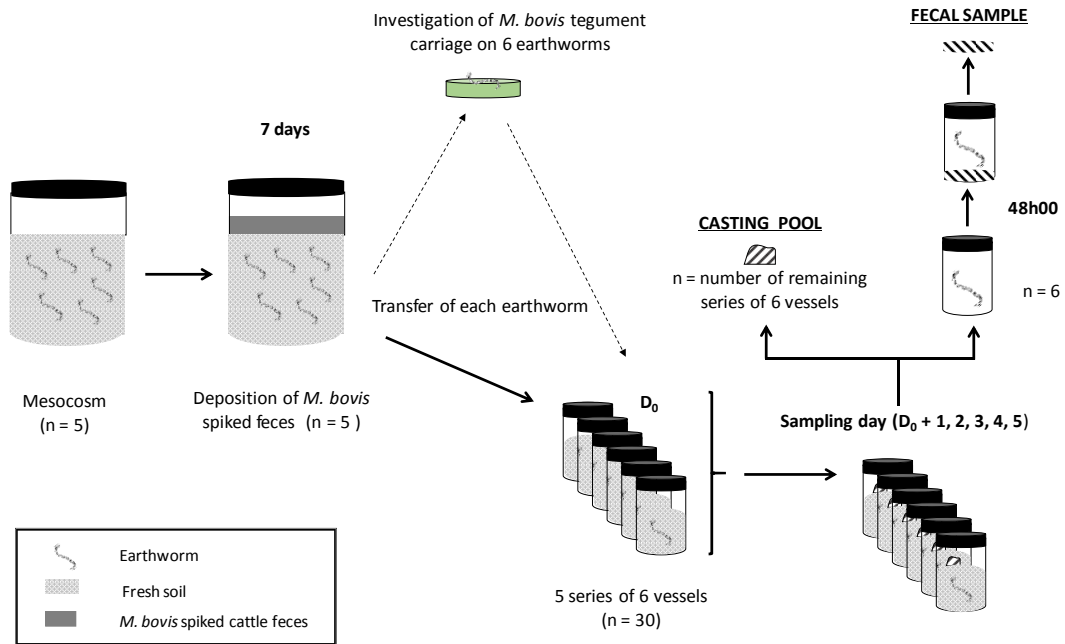 Investigation of M. bovis tegument
carriage on 6 earthworms
FECAL SAMPLE
7 days
48h00
CASTING POOL
n = number of remaining
series of 6 vessels
n = 6
Transfer of each earthworm
Mesocosm
(n = 5)
Deposition of M. bovis
spiked feces (n = 5 )
D0
Sampling day (D0 + 1, 2, 3, 4, 5)
5 series of 6 vessels
(n = 30)
Earthworm
Fresh soil
M. bovis spiked cattle feces